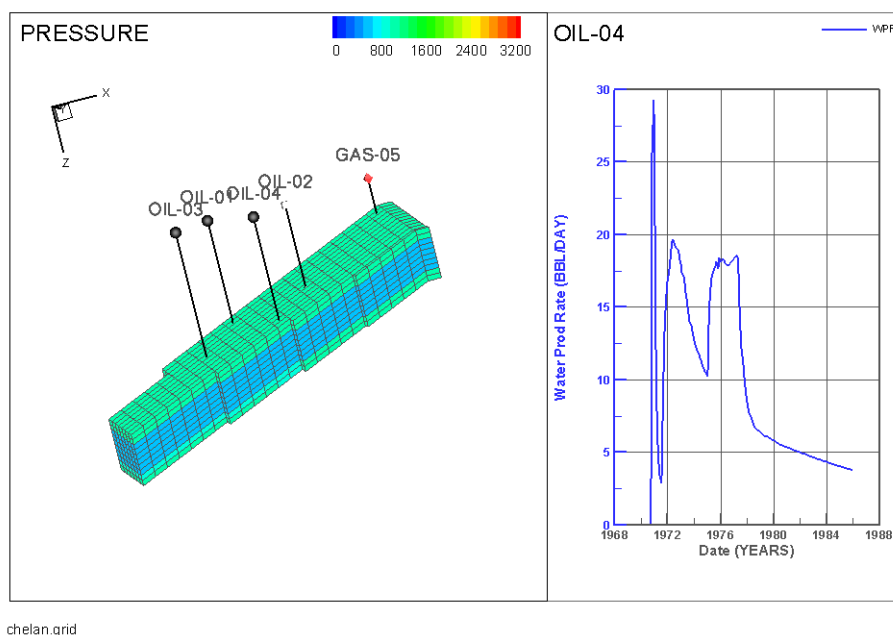 PRESSURE
0 800 1600 2400 3200
X
Z
GAS-05
OIL-02
OIL-04
OIL-01
OIL-03
OIL-04
WPR
Water Prod Rate (BBL/DAY)
30
25
20
15
10
5
0
1968 1972 1976 1980 1984 1988
Date (YEARS)
chelan.grid